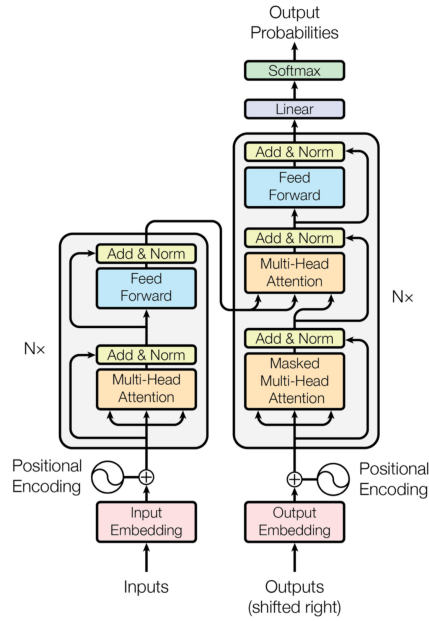 Output
Probabilities
Softmax
Linear
Add & Norm
Feed
Forward
Add & Norm
Multi-Head
Attention
Add & Norm
Masked
Multi-Head
Attention
N×
Add & Norm
Feed
Forward
N×
Add & Norm
Multi-Head
Attention
Positional
Encoding
Positional
Encoding
Input
Embedding
Output
Embedding
Inputs
Outputs
(shifted right)